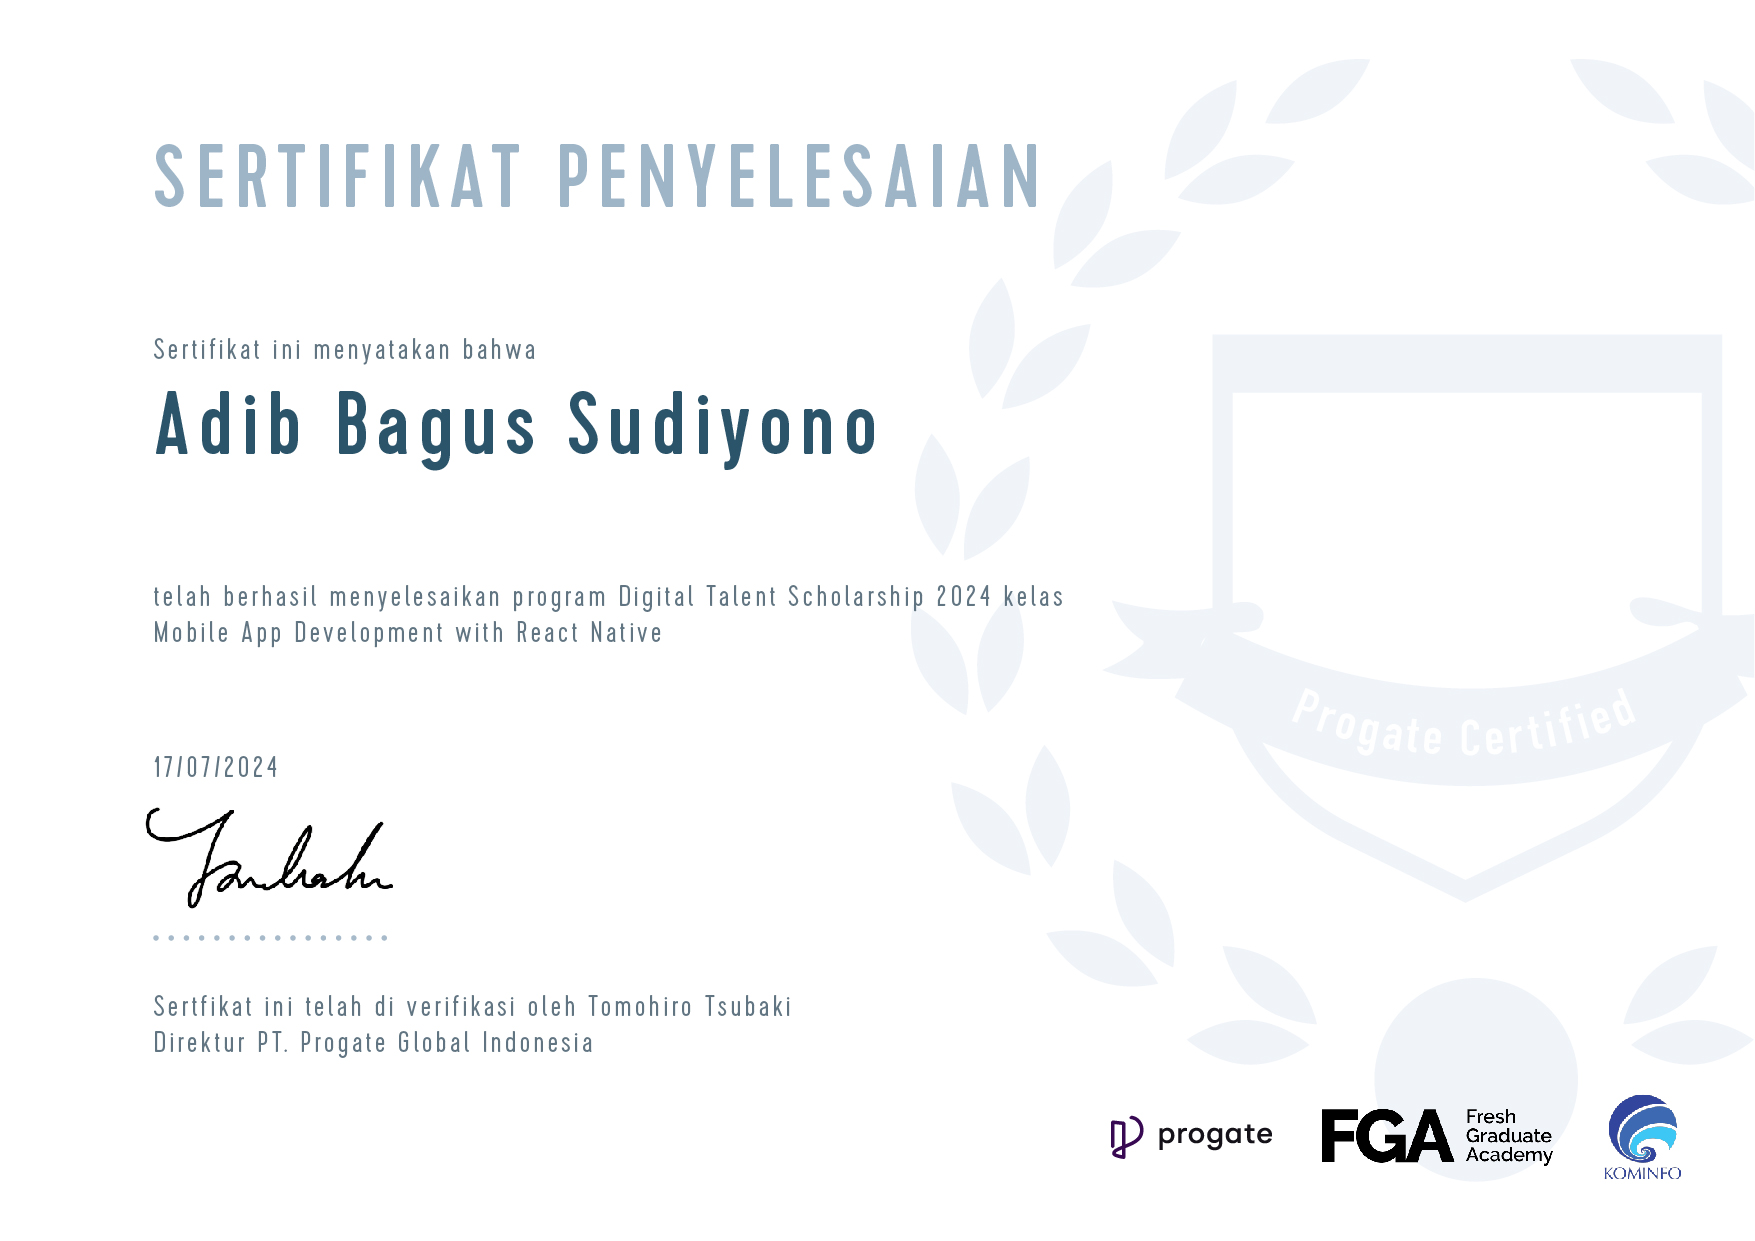 SERTIFIKAT PENYELESAIAN
Sertifikat ini menyatakan bahwa
Adib Bagus Sudiyono
telah berhasil menyelesaikan program Digital Talent Scholarship 2024 kelas
Mobile App Development with React Native
Progate Certified
17/07/2024
Sertfikat ini telah di verifikasi oleh Tomohiro Tsubaki
Direktur PT. Progate Global Indonesia
progate
FGA
Fresh
Graduate
Academy
KOMINFO